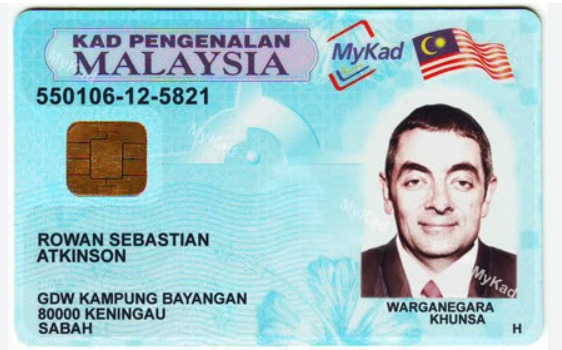 KAD PENGENALAN
MALAYSIA
MyKad
550106-12-5821
MyKad
MyKad
MyKad
ROWAN SEBASTIAN
ATKINSON
GDW KAMPUNG BAYANGAN
80000 KENINGAU
SABAH
WARGANEGARA
KHUNSA
H